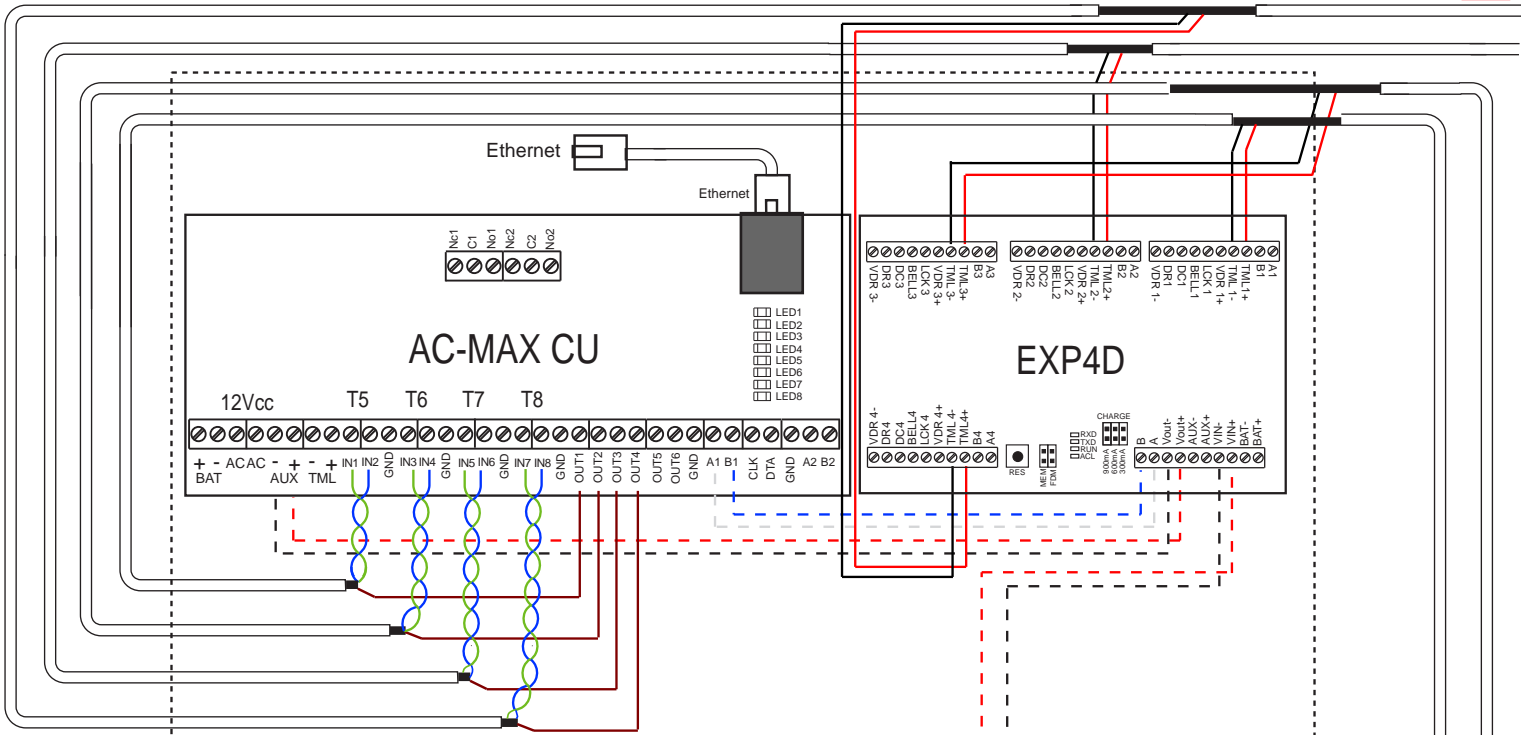 Ethernet
Ethernet
Nc1 C1 No1 Nc2 C2 No2
LED1
LED2
LED3
LED4
LED5
LED6
LED7
LED8
AC-MAX CU
12Vcc T5 T6 T7 T8
+ - AC AC - + - + IN1 IN2 GND IN3 IN4 GND IN5 IN6 GND IN7 IN8 GND OUT1 OUT2 OUT3 OUT4 OUT5 OUT6 GND A1 B1 CLK DTA GND A2 B2
BAT AUX TML
VDR 3- DR3 DC3 BELL3 LCK 3 VDR 3+ TML 3- TML3+ B3 A3
VDR 2- DR2 DC2 BELL2 LCK 2 VDR 2+ TML 2- TML2+ B2 A2
VDR 1- DR1 DC1 BELL1 LCK 1 VDR 1+ TML 1- TML1+ B1 A1
EXP4D
VDR 4- DR4 DC4 BELL4 LCK 4 VDR 4+ TML 4- TML4+ B4 A4
RES
MEM FDM
CHARGE
RXD
TXD
RUN
ACL
900mA 600mA 300mA
B A Vout- Vout+ AUX- AUX+ VIN- VIN+ BAT- BAT+